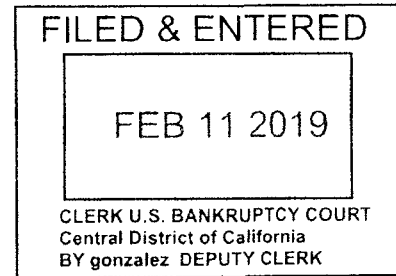 FILED & ENTERED
FEB 11 2019
CLERK U.S. BANKRUPTCY COURT
Central District of California
BY gonzalez DEPUTY CLERK